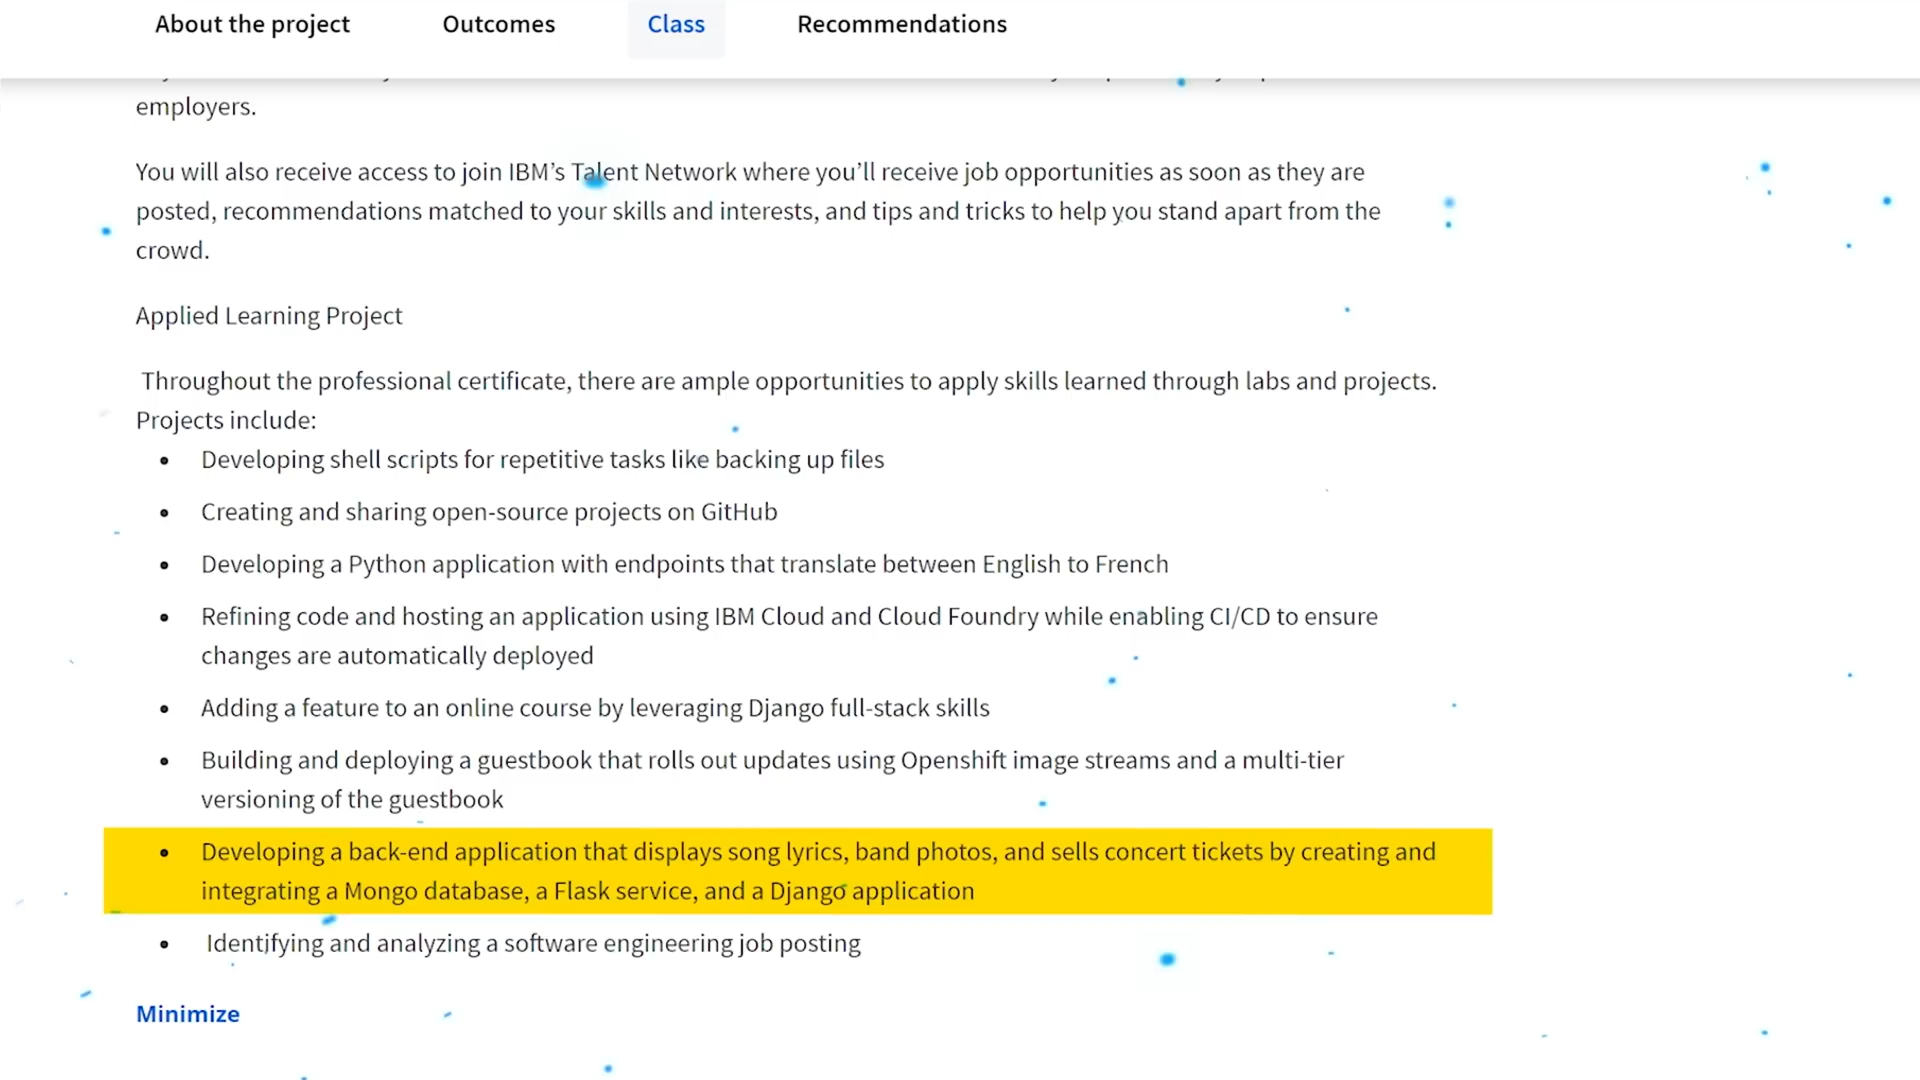 About the project Outcomes Class Recommendations
employers.
You will also receive access to join IBM’s Talent Network where you’ll receive job opportunities as soon as they are
posted, recommendations matched to your skills and interests, and tips and tricks to help you stand apart from the
crowd.
Applied Learning Project
Throughout the professional certificate, there are ample opportunities to apply skills learned through labs and projects.
Projects include:
• Developing shell scripts for repetitive tasks like backing up files
• Creating and sharing open-source projects on GitHub
• Developing a Python application with endpoints that translate between English to French
• Refining code and hosting an application using IBM Cloud and Cloud Foundry while enabling CI/CD to ensure
changes are automatically deployed
• Adding a feature to an online course by leveraging Django full-stack skills
• Building and deploying a guestbook that rolls out updates using Openshift image streams and a multi-tier
versioning of the guestbook
• Developing a back-end application that displays song lyrics, band photos, and sells concert tickets by creating and
integrating a Mongo database, a Flask service, and a Django application
• Identifying and analyzing a software engineering job posting
Minimize